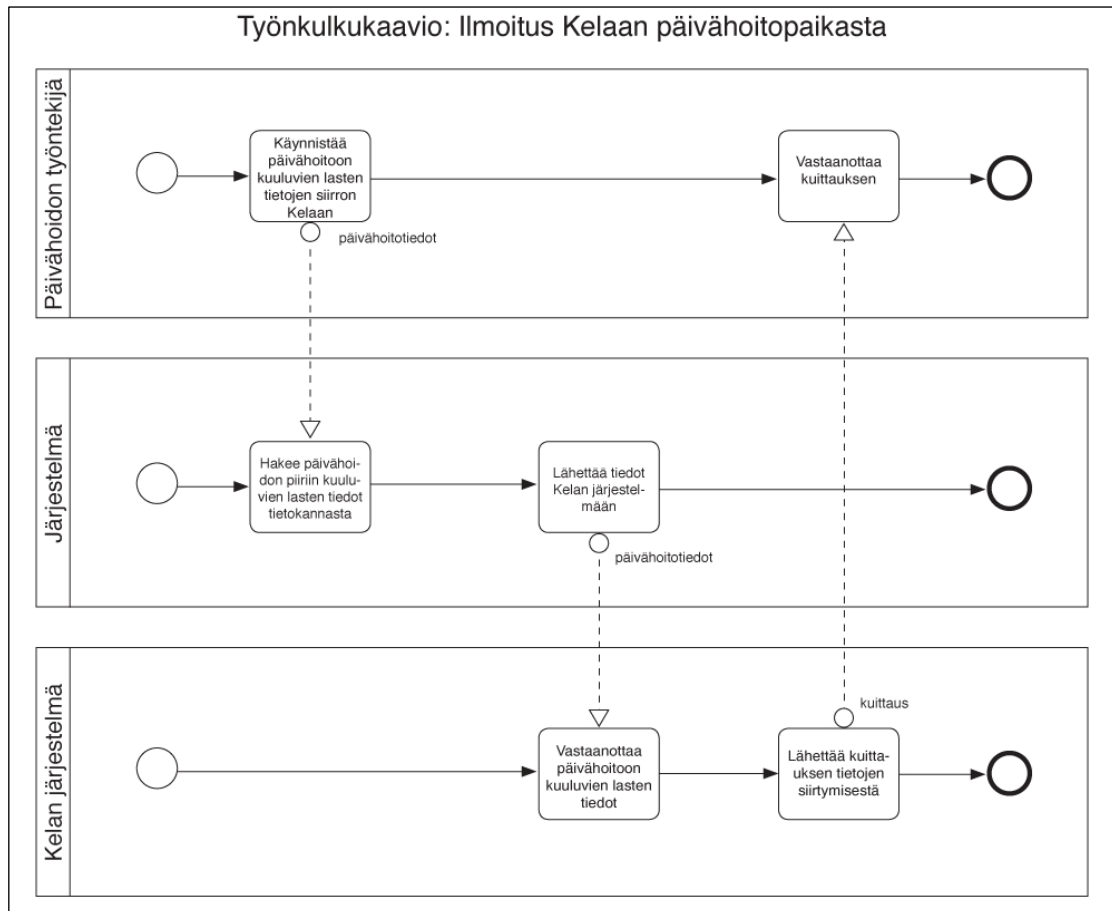 Työnkulkukaavio: Ilmoitus Kelaan päivähoitopaikasta
Päivähoidon työntekijä
Käynnistää
päivähoitoon
kuuluvien lasten
tietojen siirron
Kelaan
päivähoitotiedot
Vastaanottaa
kuittauksen
Järjestelmä
Hakee päivähoi-
don piiriin kuulu-
vien lasten tiedot
tietokannasta
Lähettää tiedot
Kelan järjestel-
mään
päivähoitotiedot
Kelan järjestelmä
Vastaanottaa
päivähoitoon
kuuluvien lasten
tiedot
kuittaus
Lähettää kuitta-
uksen tietojen
siirtymisestä